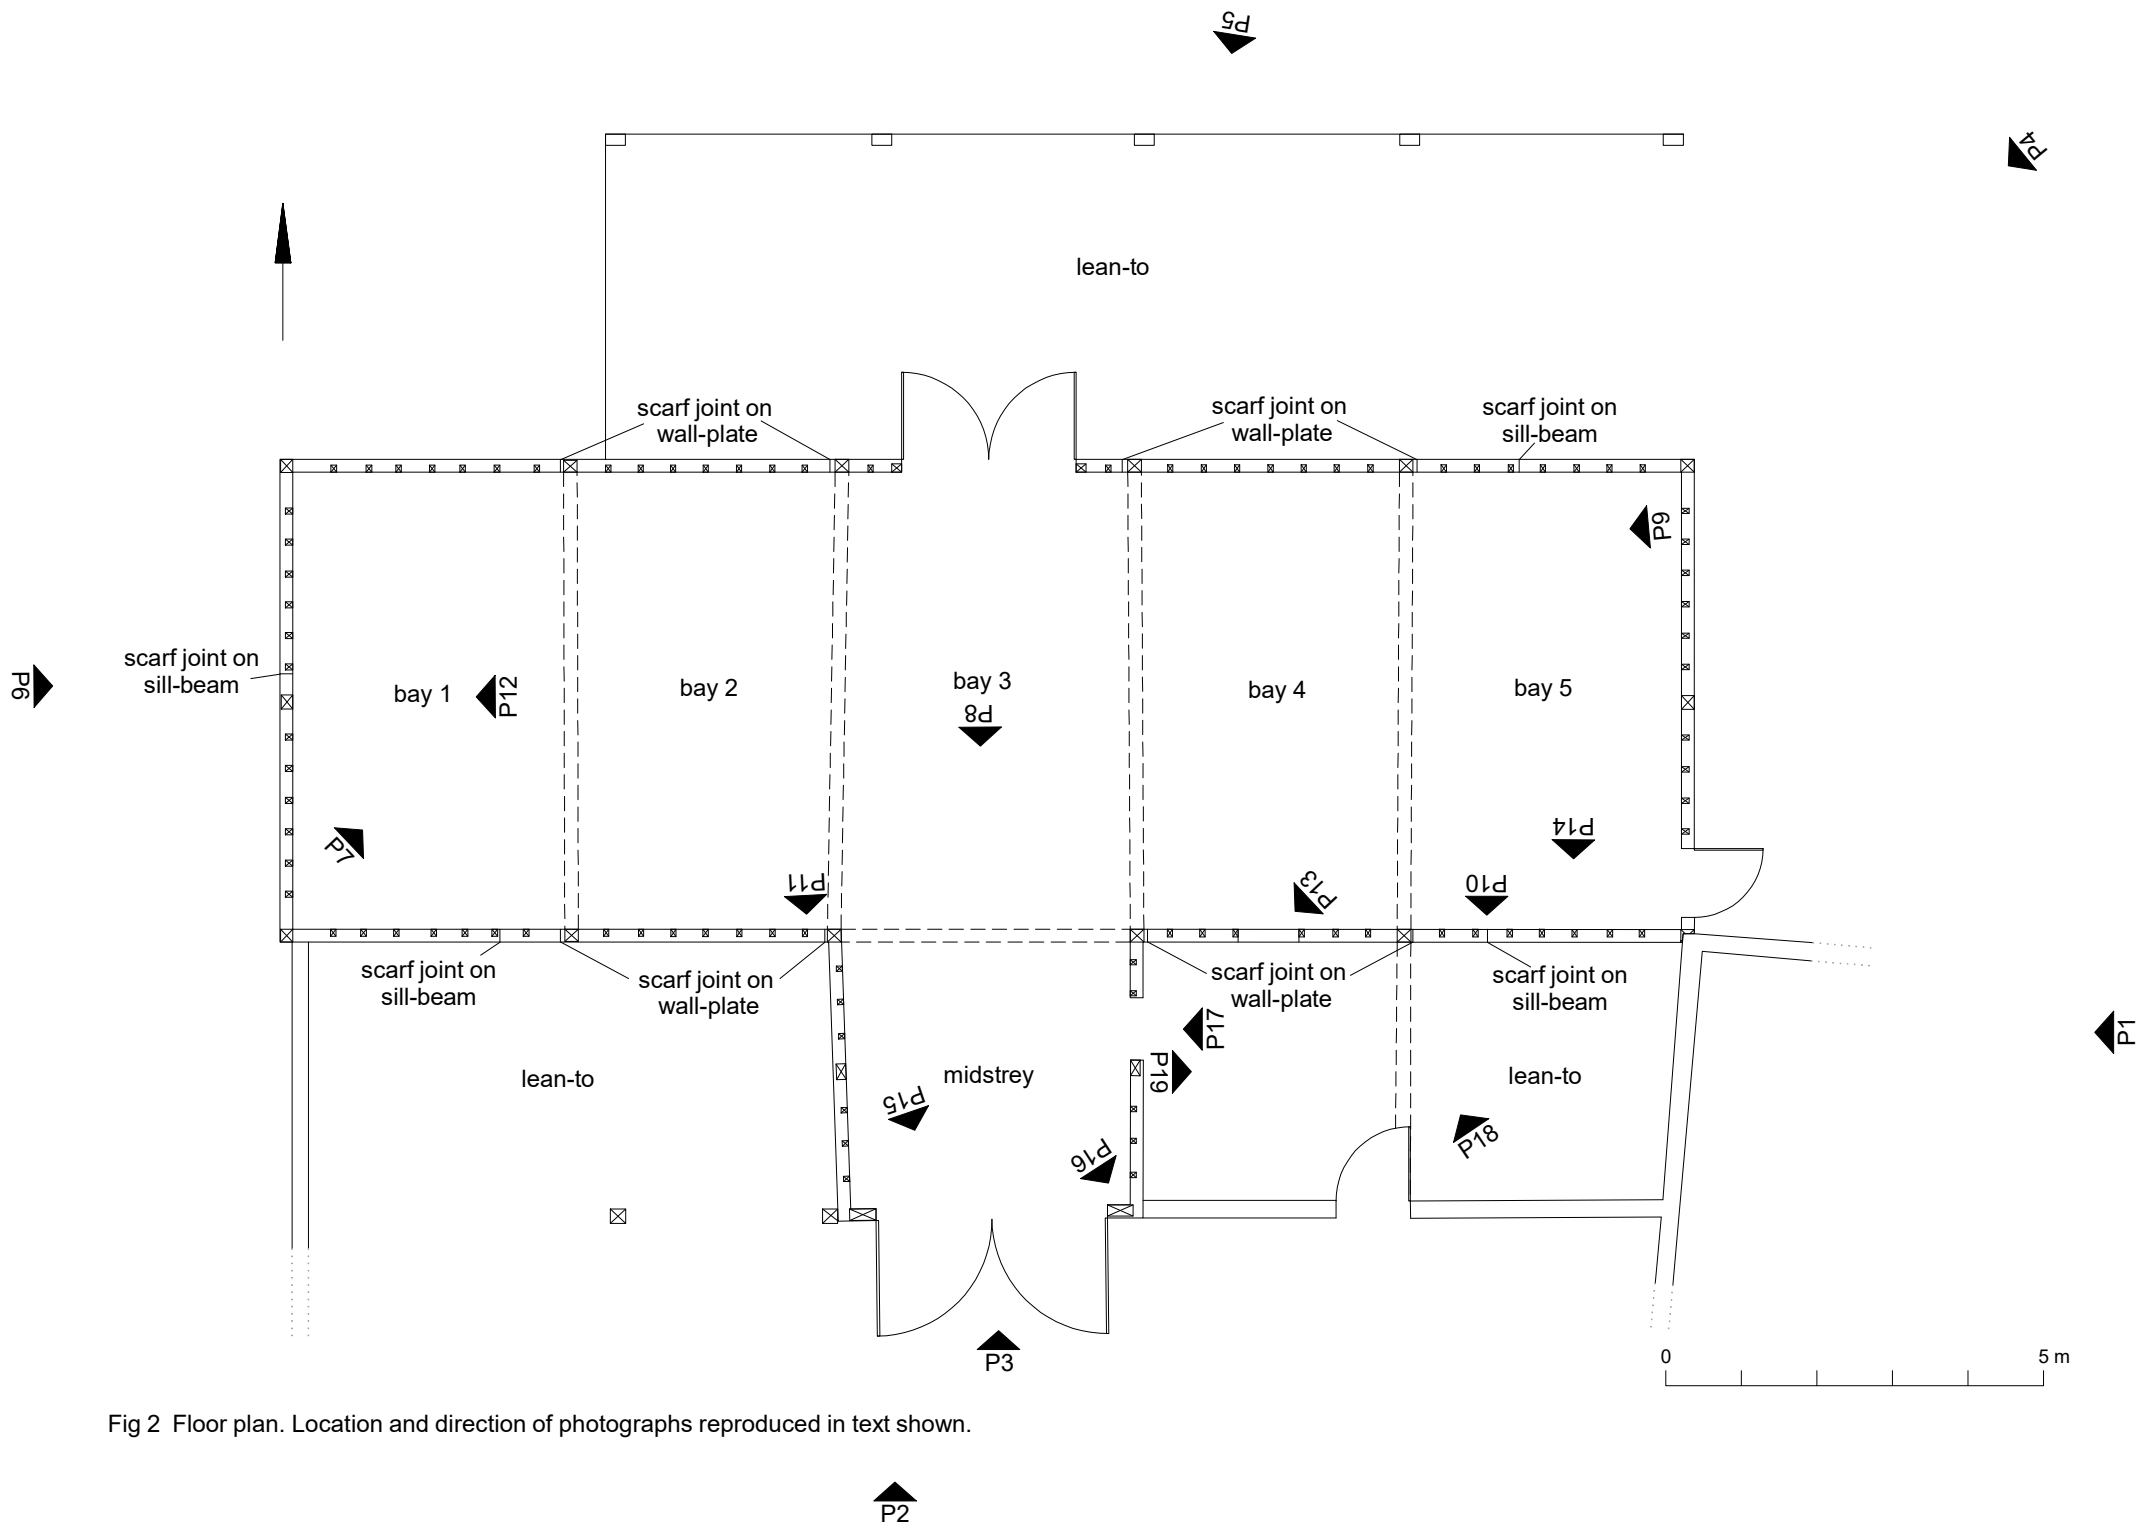 P5
P4
lean-to
scarf joint on
wall-plate
scarf joint on
wall-plate
scarf joint on
sill-beam
P9
scarf joint on
sill-beam
P6
bay 1
P12
bay 2
bay 3
P8
bay 4
bay 5
P7
P11
P13
P10
P14
scarf joint on
sill-beam
scarf joint on
wall-plate
scarf joint on
wall-plate
scarf joint on
sill-beam
P17
P1
lean-to
midstrey
P19
lean-to
P15
P16
P18
P3
0 5 m
Fig 2 Floor plan. Location and direction of photographs reproduced in text shown.
P2